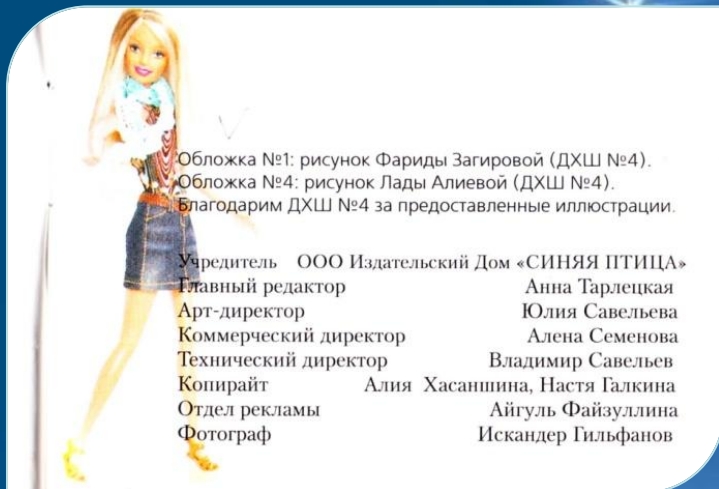 Обложка №1: рисунок Фариды Загировой (ДХШ №4).
Обложка №4: рисунок Лады Алиевой (ДХШ №4).
Благодарим ДХШ №4 за предоставленные иллюстрации.
Учредитель ООО Издательский Дом «СИНЯЯ ПТИЦА»
Главный редактор Анна Тарлецкая
Арт-директор Юлия Савельева
Коммерческий директор Алена Семенова
Технический директор Владимир Савельев
Копирайт Алия Хасаншина, Настя Галкина
Отдел рекламы Айгуль Файзуллина
Фотограф Искандер Гильфанов